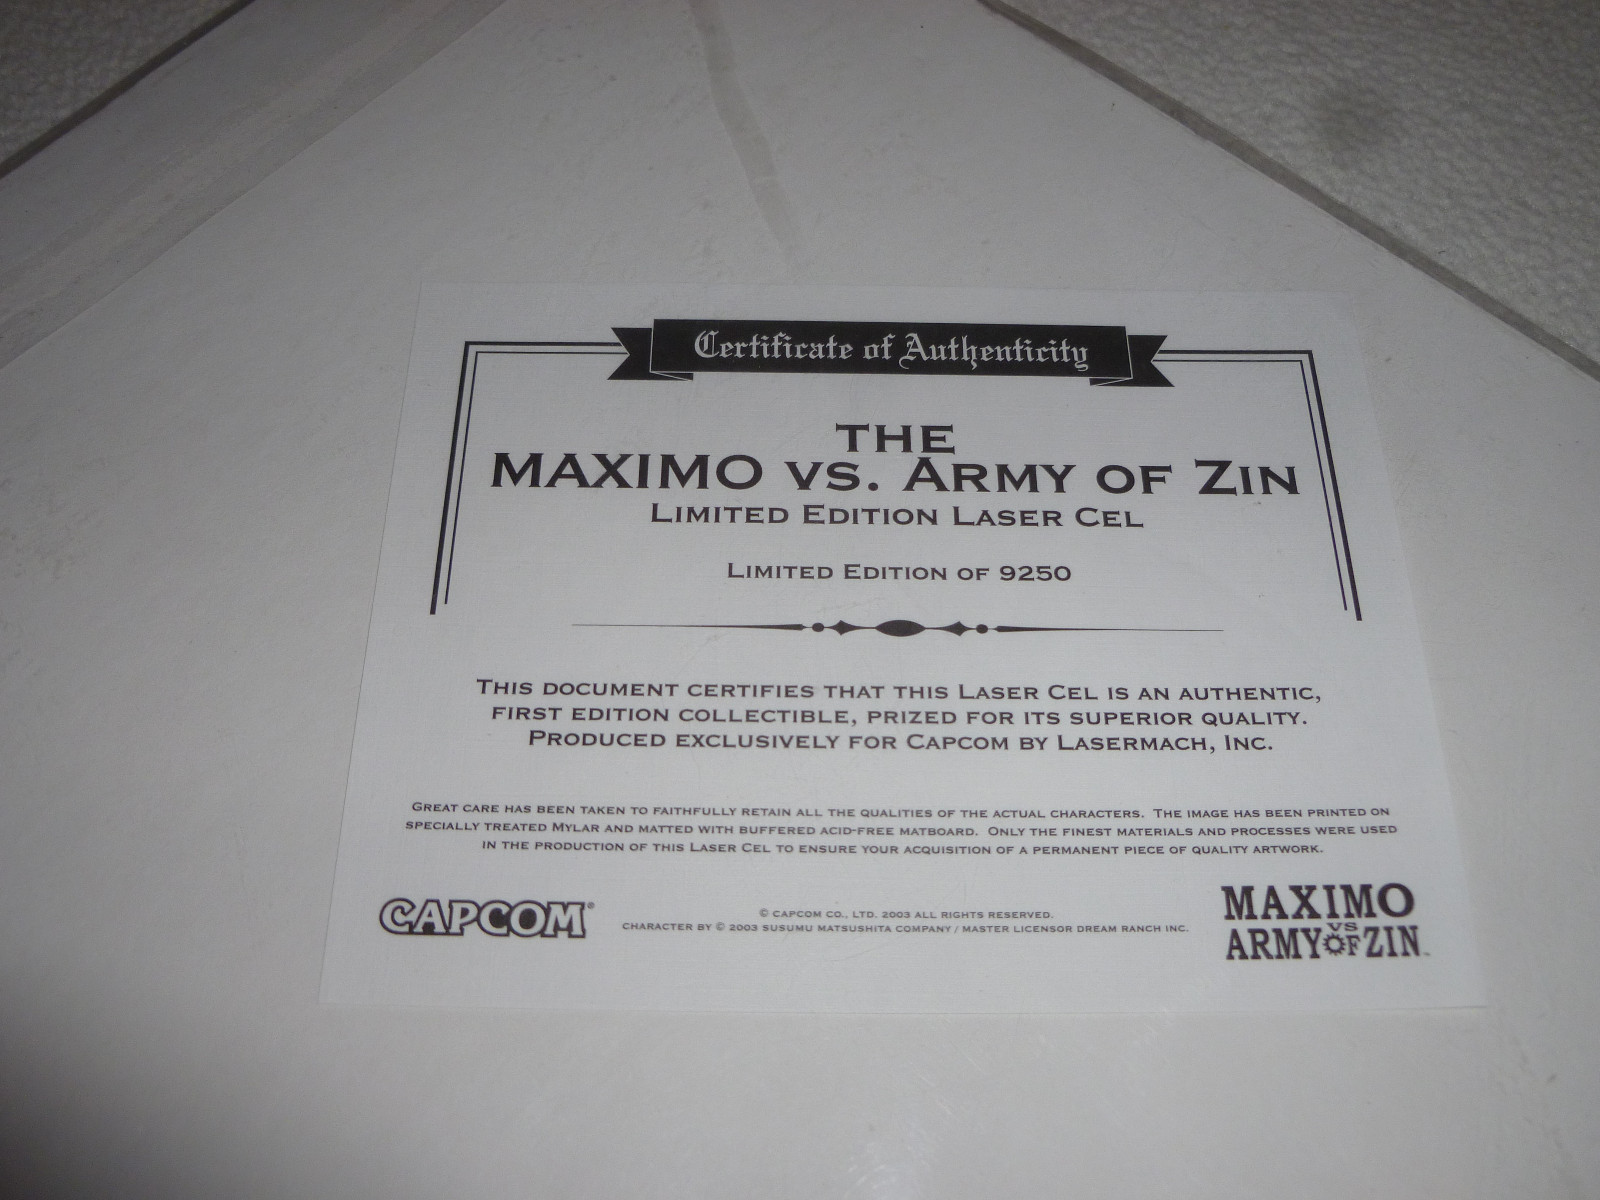 Certificate of Authenticity
THE
MAXIMO VS. ARMY OF ZIN
LIMITED EDITION LASER CEL
LIMITED EDITION OF 9250
THIS DOCUMENT CERTIFIES THAT THIS LASER CEL IS AN AUTHENTIC,
FIRST EDITION COLLECTIBLE, PRIZED FOR ITS SUPERIOR QUALITY.
PRODUCED EXCLUSIVELY FOR CAPCOM BY LASERMACH, INC.
GREAT CARE HAS BEEN TAKEN TO FAITHFULLY RETAIN ALL THE QUALITIES OF THE ACTUAL CHARACTERS. THE IMAGE HAS BEEN PRINTED ON
SPECIALLY TREATED MYLAR AND MATTED WITH BUFFERED ACID-FREE MATBOARD. ONLY THE FINEST MATERIALS AND PROCESSES WERE USED
IN THE PRODUCTION OF THIS LASER CEL TO ENSURE YOUR ACQUISITION OF A PERMANENT PIECE OF QUALITY ARTWORK.
CAPCOM®
© CAPCOM CO., LTD. 2003 ALL RIGHTS RESERVED.
CHARACTER BY © 2003 SUSUMU MATSUSHITA COMPANY / MASTER LICENSOR DREAM RANCH INC.
MAXIMO
VS
ARMY OF ZIN™